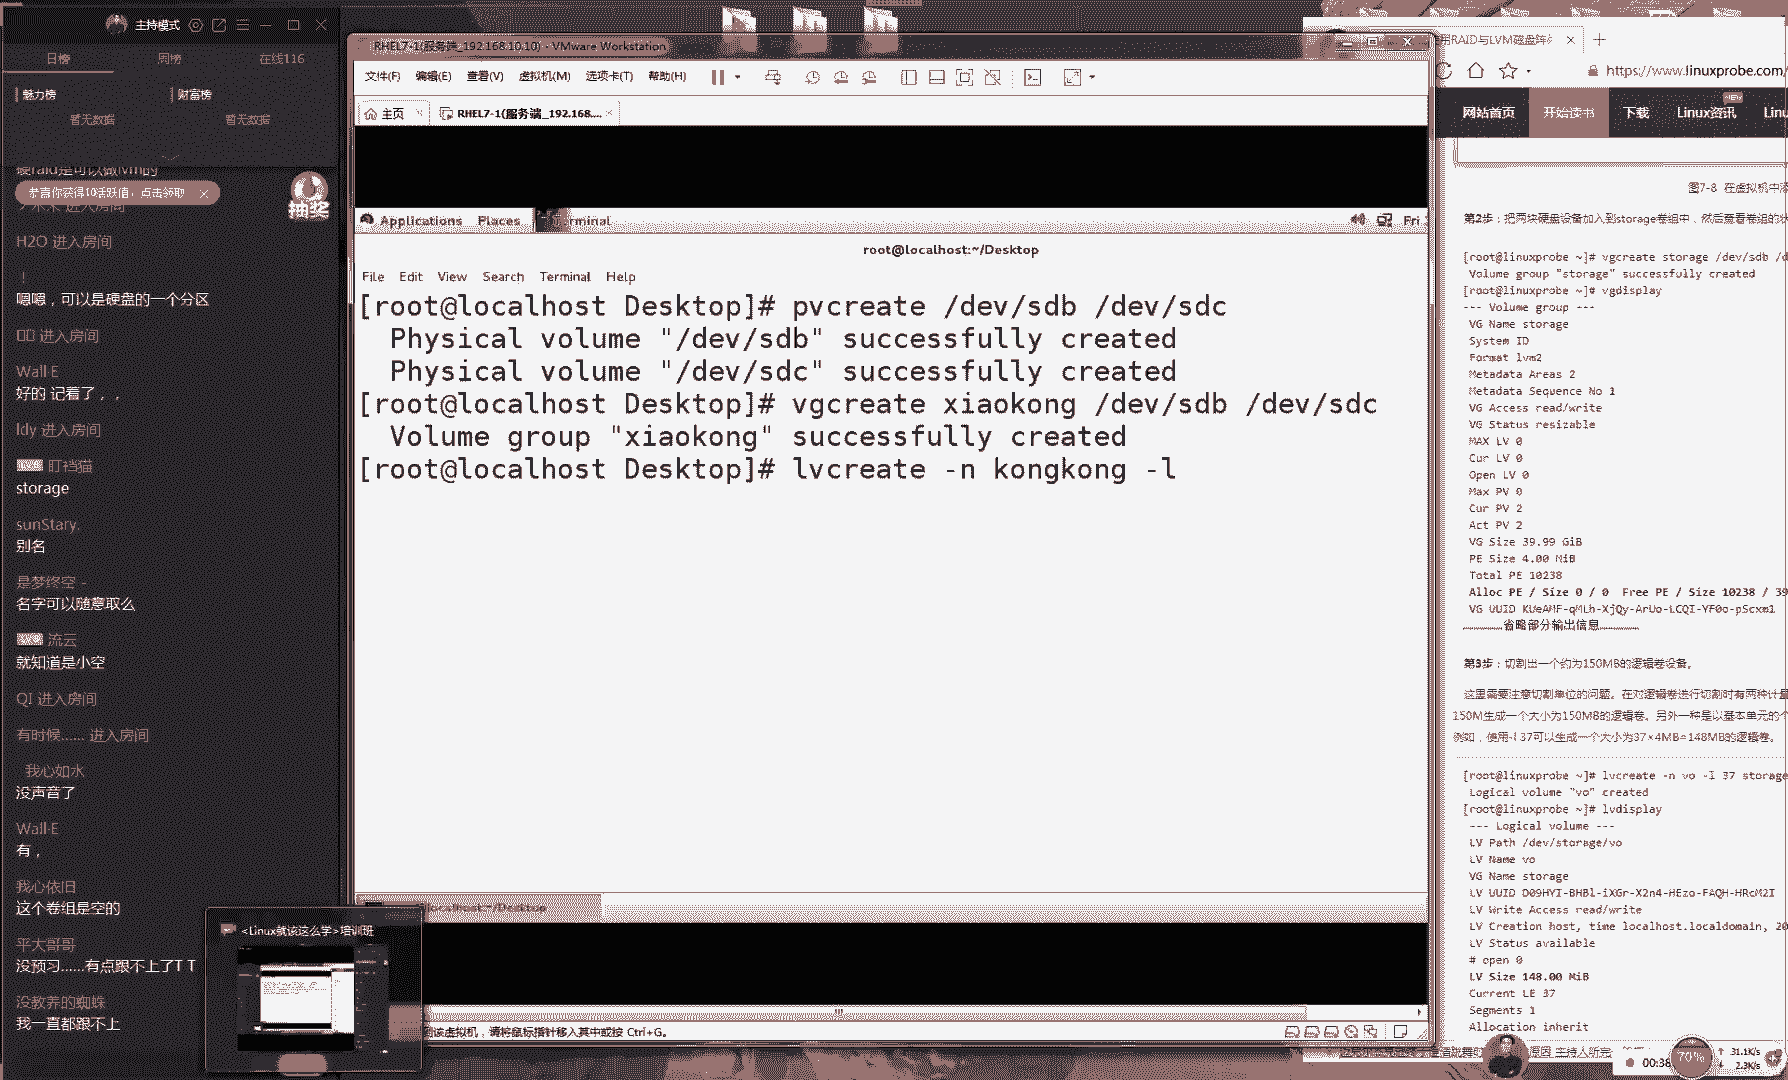 主持模式
日榜
周榜
在线116
魅力榜
财富榜
暂无数据
暂无数据
硬raid是可以做lvm的
恭喜你获得10活跃值，点击领取
抽奖
进入房间
H2O 进入房间
！
嗯嗯，可以是硬盘的一个分区
进入房间
Wall·E
好的 记着了，，
ldy 进入房间
盯裆猫
storage
sunStary.
别名
是梦终空 -
名字可以随意取么
流云
就知道是小空
QI 进入房间
有时候...... 进入房间
我心如水
没声音了
Wall·E
有，
我心依旧
这个卷组是空的
平大哥哥
没预习......有点跟不上了T T
没教养的蜘蛛
我一直都跟不上
<Linux就该这么学>培训班
RHEL7-1(服务端_192.168.10.10) - VMware Workstation
文件(F) 编辑(E) 查看(V) 虚拟机(M) 选项卡(T) 帮助(H)
主页
RHEL7-1(服务端_192.168....
Applications Places Terminal
Fri
root@localhost:~/Desktop
File Edit View Search Terminal Help
[root@localhost Desktop]# pvcreate /dev/sdb /dev/sdc
Physical volume "/dev/sdb" successfully created
Physical volume "/dev/sdc" successfully created
[root@localhost Desktop]# vgcreate xiaokong /dev/sdb /dev/sdc
Volume group "xiaokong" successfully created
[root@localhost Desktop]# lvcreate -n kongkong -l
localhost:~/Desktop
该虚拟机，请将鼠标指针移入其中或按 Ctrl+G。
用RAID与LVM磁盘阵
https://www.linuxprobe.com/
网站首页
开始读书
下载
Linux资讯
NEW
Linu
图7-8 在虚拟机中添
第2步：把两块硬盘设备加入到storage卷组中，然后查看卷组的状
[root@linuxprobe ~]# vgcreate storage /dev/sdb /d
Volume group "storage" successfully created
[root@linuxprobe ~]# vgdisplay
--- Volume group ---
VG Name storage
System ID
Format lvm2
Metadata Areas 2
Metadata Sequence No 1
VG Access read/write
VG Status resizable
MAX LV 0
Cur LV 0
Open LV 0
Max PV 0
Cur PV 2
Act PV 2
VG Size 39.99 GiB
PE Size 4.00 MiB
Total PE 10238
Alloc PE / Size 0 / 0 Free PE / Size 10238 / 39
VG UUID KUeAMF-qMLh-XjQy-ArUo-LCQI-YF0o-pScxm1
………………省略部分输出信息………………
第3步：切割出一个约为150MB的逻辑卷设备。
这里需要注意切割单位的问题。在对逻辑卷进行切割时有两种计量
150M生成一个大小为150MB的逻辑卷。另外一种是以基本单元的个
例如，使用-l 37可以生成一个大小为37×4MB=148MB的逻辑卷。
[root@linuxprobe ~]# lvcreate -n vo -l 37 storage
Logical volume "vo" created
[root@linuxprobe ~]# lvdisplay
--- Logical volume ---
LV Path /dev/storage/vo
LV Name vo
VG Name storage
LV UUID D09HYI-BHBl-iXGr-X2n4-HEzo-FAQH-HRcM2I
LV Write Access read/write
LV Creation host, time localhost.localdomain, 20
LV Status available
# open 0
LV Size 148.00 MiB
Current LE 37
Segments 1
Allocation inherit
00:38
70%
31.1K/s
2.3K/s